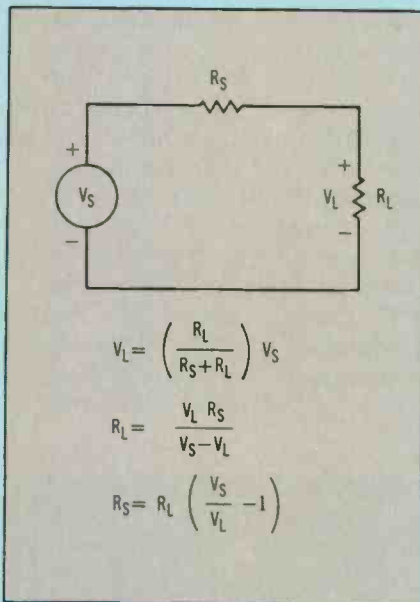 R_S
+
V_S
−
+
V_L R_L
−
V_L = ( R_L / (R_S + R_L) ) V_S
R_L = V_L R_S / (V_S − V_L)
R_S = R_L ( V_S / V_L − 1 )